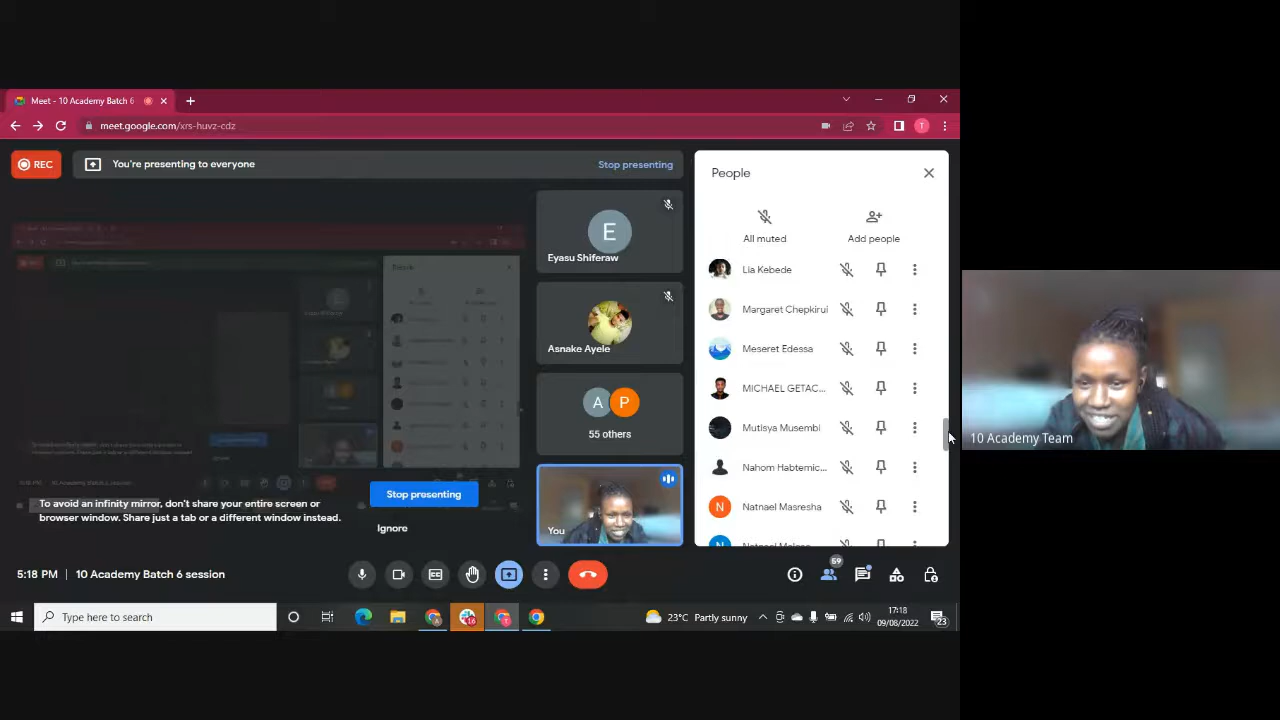 Meet - 10 Academy Batch 6
meet.google.com/xrs-huvz-cdz
T
REC
You're presenting to everyone
Stop presenting
People
All muted
Add people
E
Eyasu Shiferaw
Asnake Ayele
A P
55 others
You
Lia Kebede
Margaret Chepkirui
Meseret Edessa
MICHAEL GETAC...
Mutisya Musembi
Nahom Habtemic...
N Natnael Masresha
To avoid an infinity mirror, don't share your entire screen or
browser window. Share just a tab or a different window instead.
Stop presenting
Ignore
10 Academy Team
5:18 PM | 10 Academy Batch 6 session
59
Type here to search
16
23°C Partly sunny
17:18
09/08/2022
23